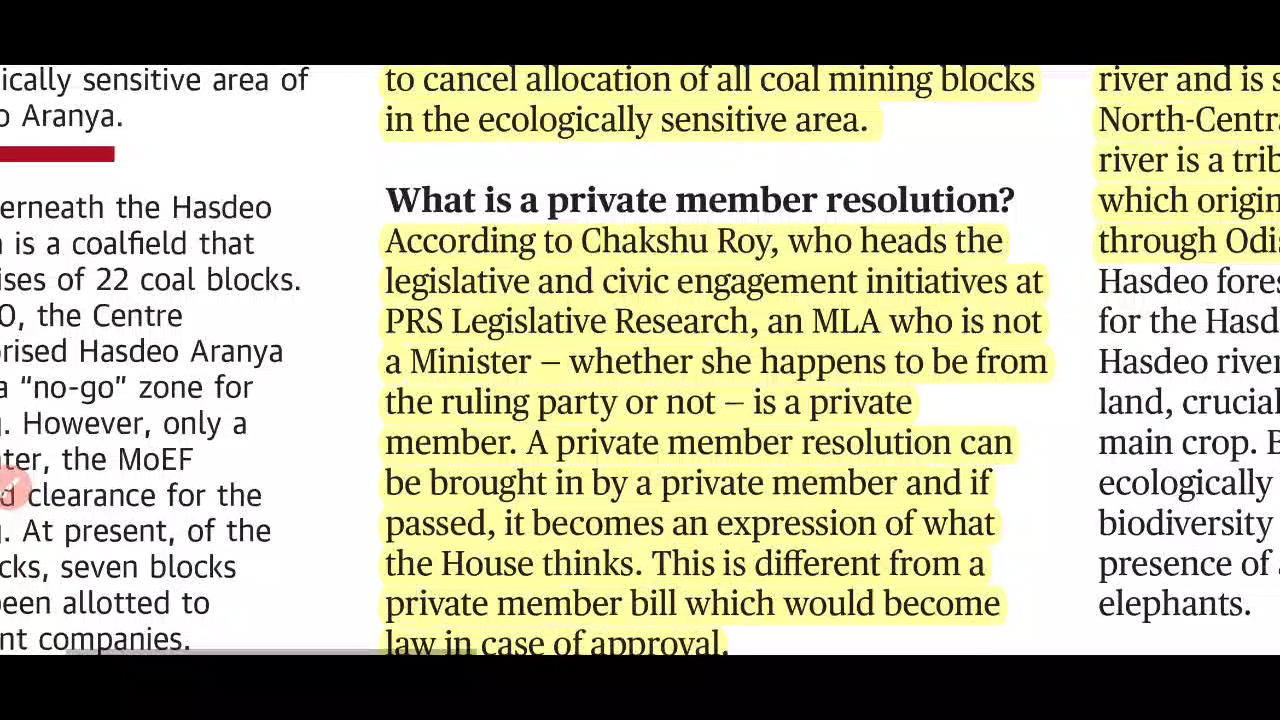 ically sensitive area of
o Aranya.
erneath the Hasdeo
is a coalfield that
ises of 22 coal blocks.
0, the Centre
orised Hasdeo Aranya
a “no-go” zone for
. However, only a
ter, the MoEF
d clearance for the
. At present, of the
cks, seven blocks
een allotted to
nt companies.
to cancel allocation of all coal mining blocks
in the ecologically sensitive area.
What is a private member resolution?
According to Chakshu Roy, who heads the
legislative and civic engagement initiatives at
PRS Legislative Research, an MLA who is not
a Minister – whether she happens to be from
the ruling party or not – is a private
member. A private member resolution can
be brought in by a private member and if
passed, it becomes an expression of what
the House thinks. This is different from a
private member bill which would become
law in case of approval.
river and is s
North-Centr
river is a trib
which origin
through Odi
Hasdeo fores
for the Hasd
Hasdeo river
land, crucial
main crop. B
ecologically
biodiversity
presence of
elephants.